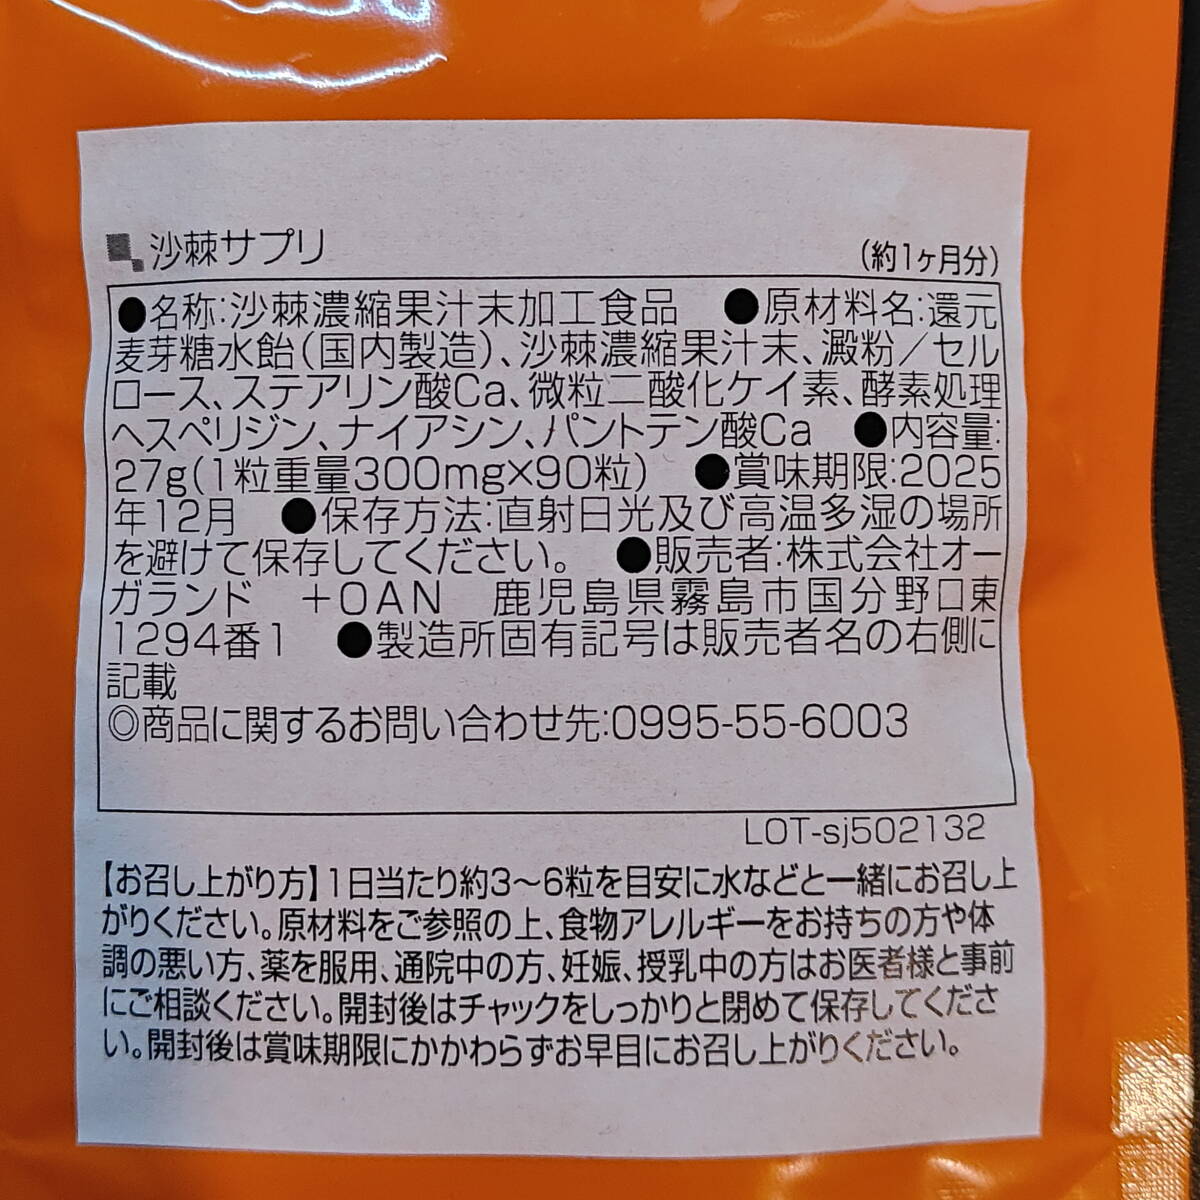 沙棘サプリ
(約1ヶ月分)
●名称:沙棘濃縮果汁末加工食品　●原材料名:還元
麦芽糖水飴(国内製造)、沙棘濃縮果汁末、澱粉／セル
ロース、ステアリン酸Ca、微粒二酸化ケイ素、酵素処理
ヘスペリジン、ナイアシン、パントテン酸Ca　●内容量:
27g(1粒重量300mg×90粒)　●賞味期限:2025
年12月　●保存方法:直射日光及び高温多湿の場所
を避けて保存してください。　●販売者:株式会社オー
ガランド　+OAN　鹿児島県霧島市国分野口東
1294番1　●製造所固有記号は販売者名の右側に
記載
◎商品に関するお問い合わせ先:0995-55-6003
LOT-sj502132
【お召し上がり方】1日当たり約3～6粒を目安に水などと一緒にお召し上
がりください。原材料をご参照の上、食物アレルギーをお持ちの方や体
調の悪い方、薬を服用、通院中の方、妊娠、授乳中の方はお医者様と事前
にご相談ください。開封後はチャックをしっかりと閉めて保存してくださ
い。開封後は賞味期限にかかわらずお早目にお召し上がりください。